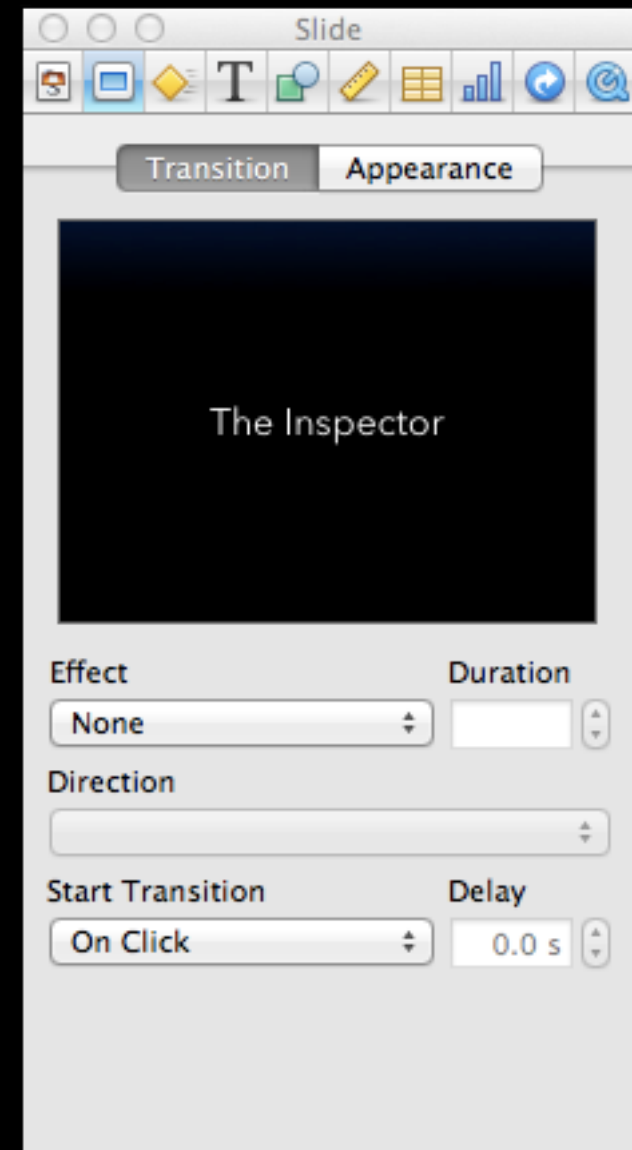 Slide
T
Transition Appearance
The Inspector
Effect Duration
None
Direction
Start Transition Delay
On Click 0.0 s